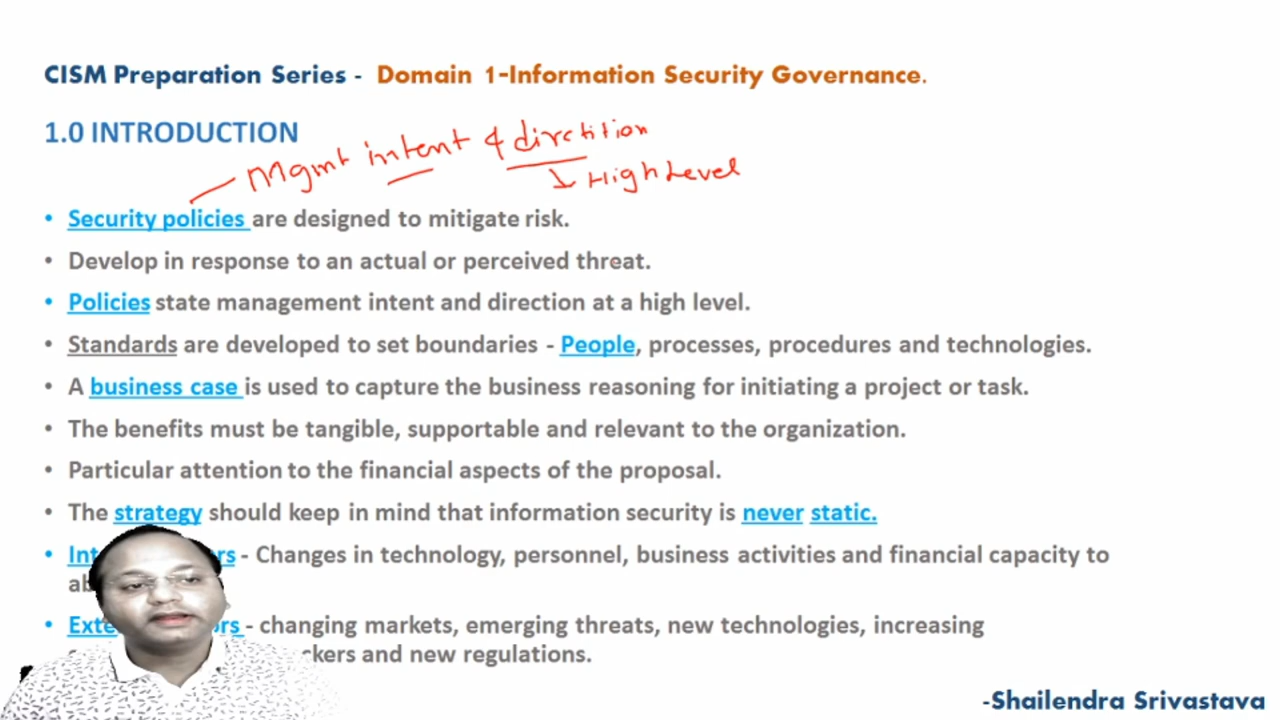 CISM Preparation Series - Domain 1-Information Security Governance.
1.0 INTRODUCTION
Mgmt intent & dirctition
High Level
• Security policies are designed to mitigate risk.
• Develop in response to an actual or perceived threat.
• Policies state management intent and direction at a high level.
• Standards are developed to set boundaries - People, processes, procedures and technologies.
• A business case is used to capture the business reasoning for initiating a project or task.
• The benefits must be tangible, supportable and relevant to the organization.
• Particular attention to the financial aspects of the proposal.
• The strategy should keep in mind that information security is never static.
• - Changes in technology, personnel, business activities and financial capacity to
• - changing markets, emerging threats, new technologies, increasing
and new regulations.
-Shailendra Srivastava